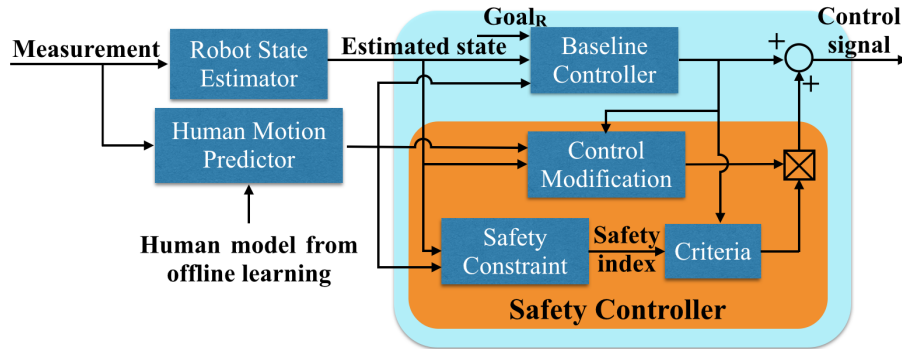 Goal_R
Control
signal
Measurement
Robot State
Estimator
Estimated state
Baseline
Controller
+
+
Human Motion
Predictor
Control
Modification
Human model from
offline learning
Safety
Constraint
Safety
index
Criteria
Safety Controller